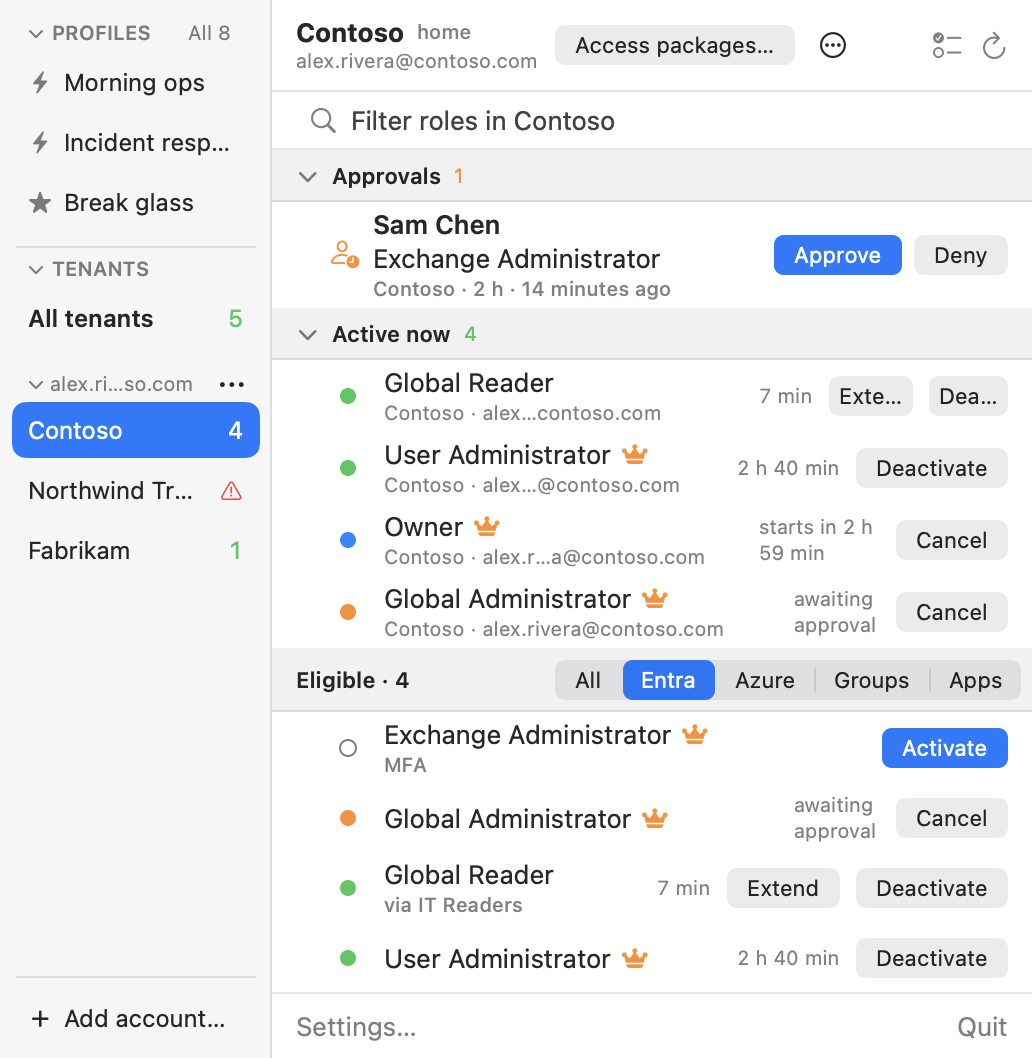 PROFILES All 8
Morning ops
Incident resp...
Break glass
TENANTS
All tenants 5
alex.ri...so.com
Contoso 4
Northwind Tr...
Fabrikam 1
+ Add account...
Contoso home
alex.rivera@contoso.com
Access packages...
Filter roles in Contoso
Approvals 1
Sam Chen
Exchange Administrator
Contoso · 2 h · 14 minutes ago
Approve Deny
Active now 4
Global Reader
Contoso · alex...contoso.com
7 min Exte... Dea...
User Administrator
Contoso · alex...@contoso.com
2 h 40 min Deactivate
Owner
Contoso · alex.r...a@contoso.com
starts in 2 h
59 min
Cancel
Global Administrator
Contoso · alex.rivera@contoso.com
awaiting
approval
Cancel
Eligible · 4 All Entra Azure Groups Apps
Exchange Administrator
MFA
Activate
Global Administrator
awaiting
approval
Cancel
Global Reader
via IT Readers
7 min Extend Deactivate
User Administrator 2 h 40 min Deactivate
Settings... Quit